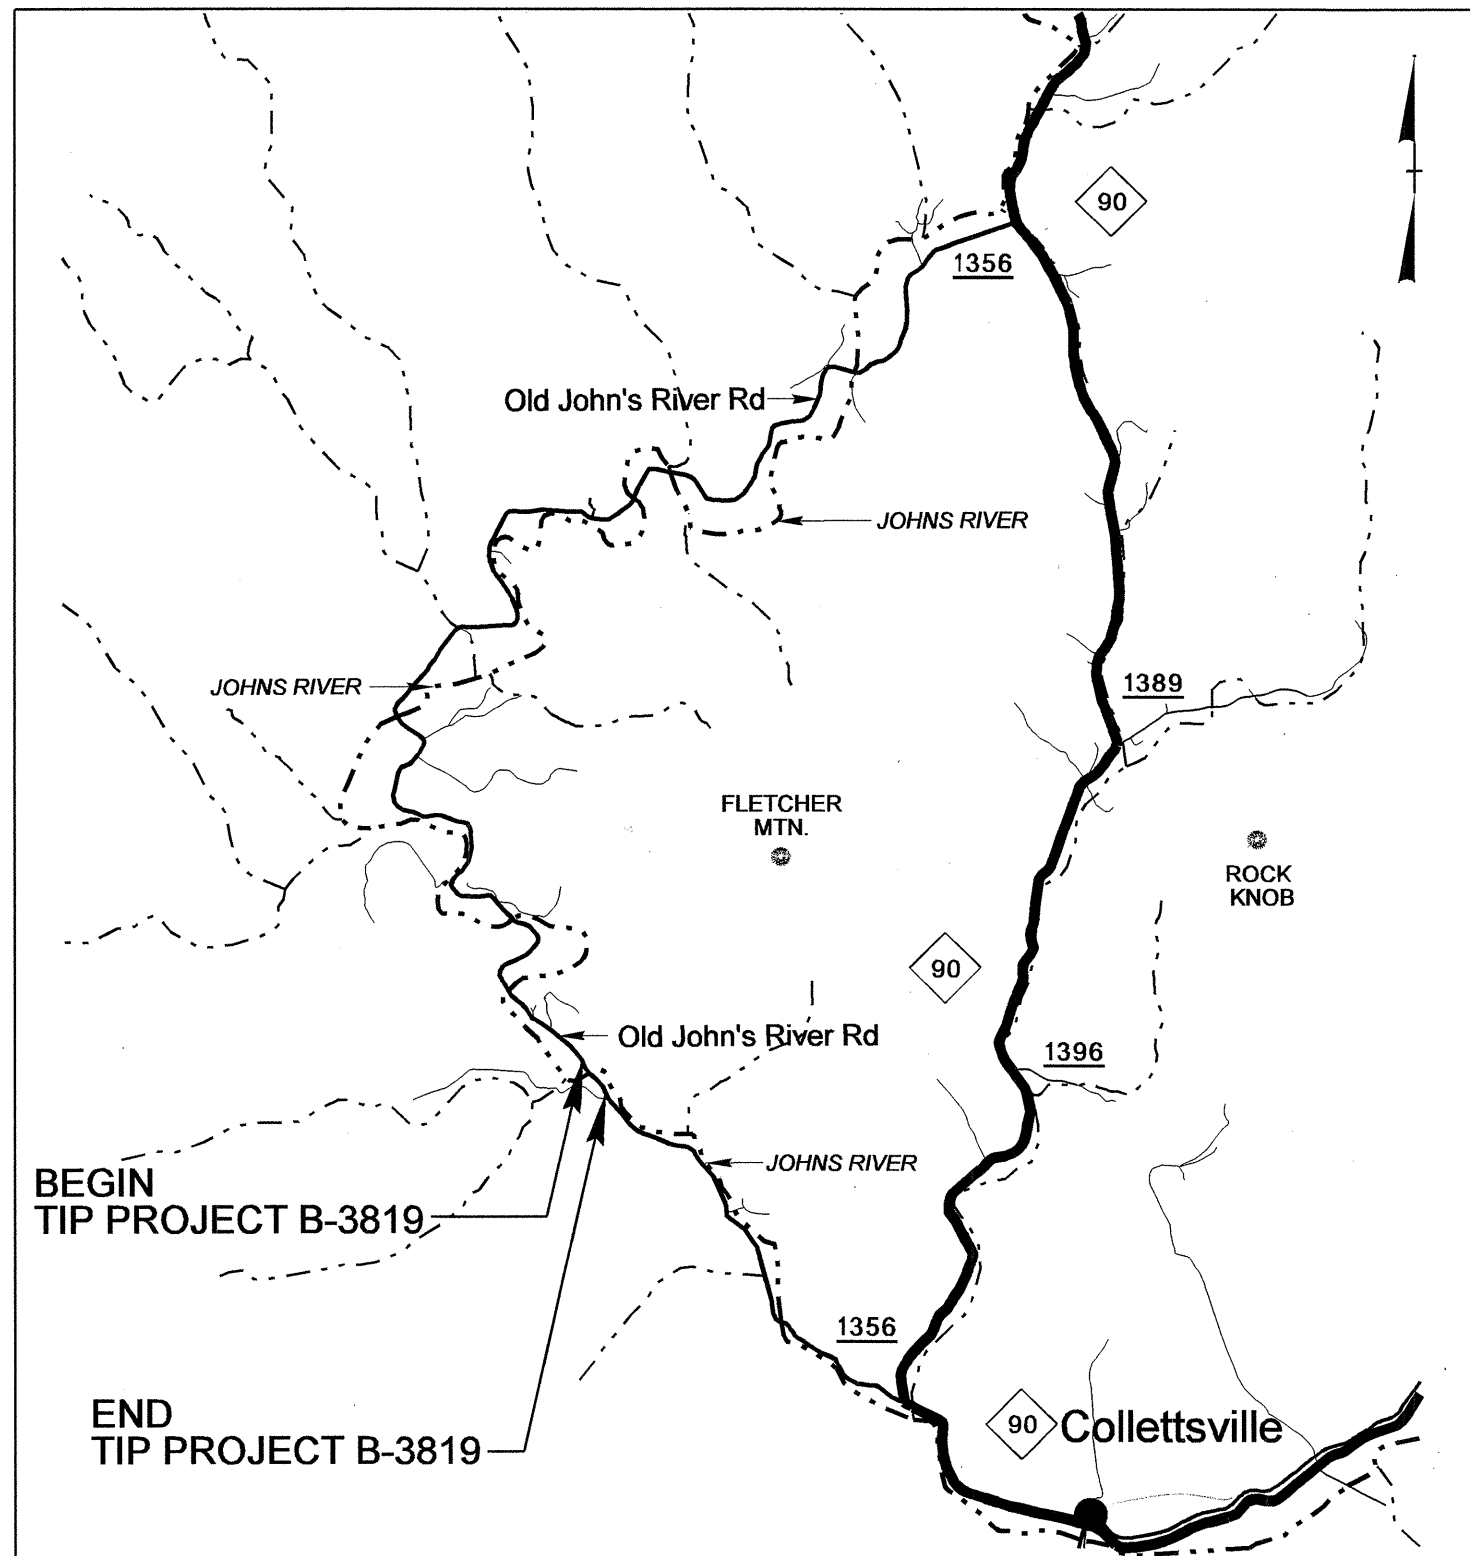 90
1356
Old John's River Rd
JOHNS RIVER
JOHNS RIVER
1389
FLETCHER
MTN.
ROCK
KNOB
90
Old John's River Rd
1396
JOHNS RIVER
BEGIN
TIP PROJECT B-3819
1356
END
TIP PROJECT B-3819
90
Collettsville